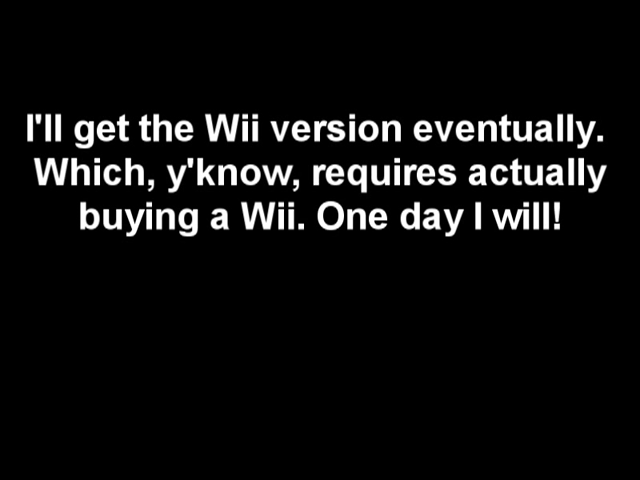 I'll get the Wii version eventually.
Which, y'know, requires actually
buying a Wii. One day I will!